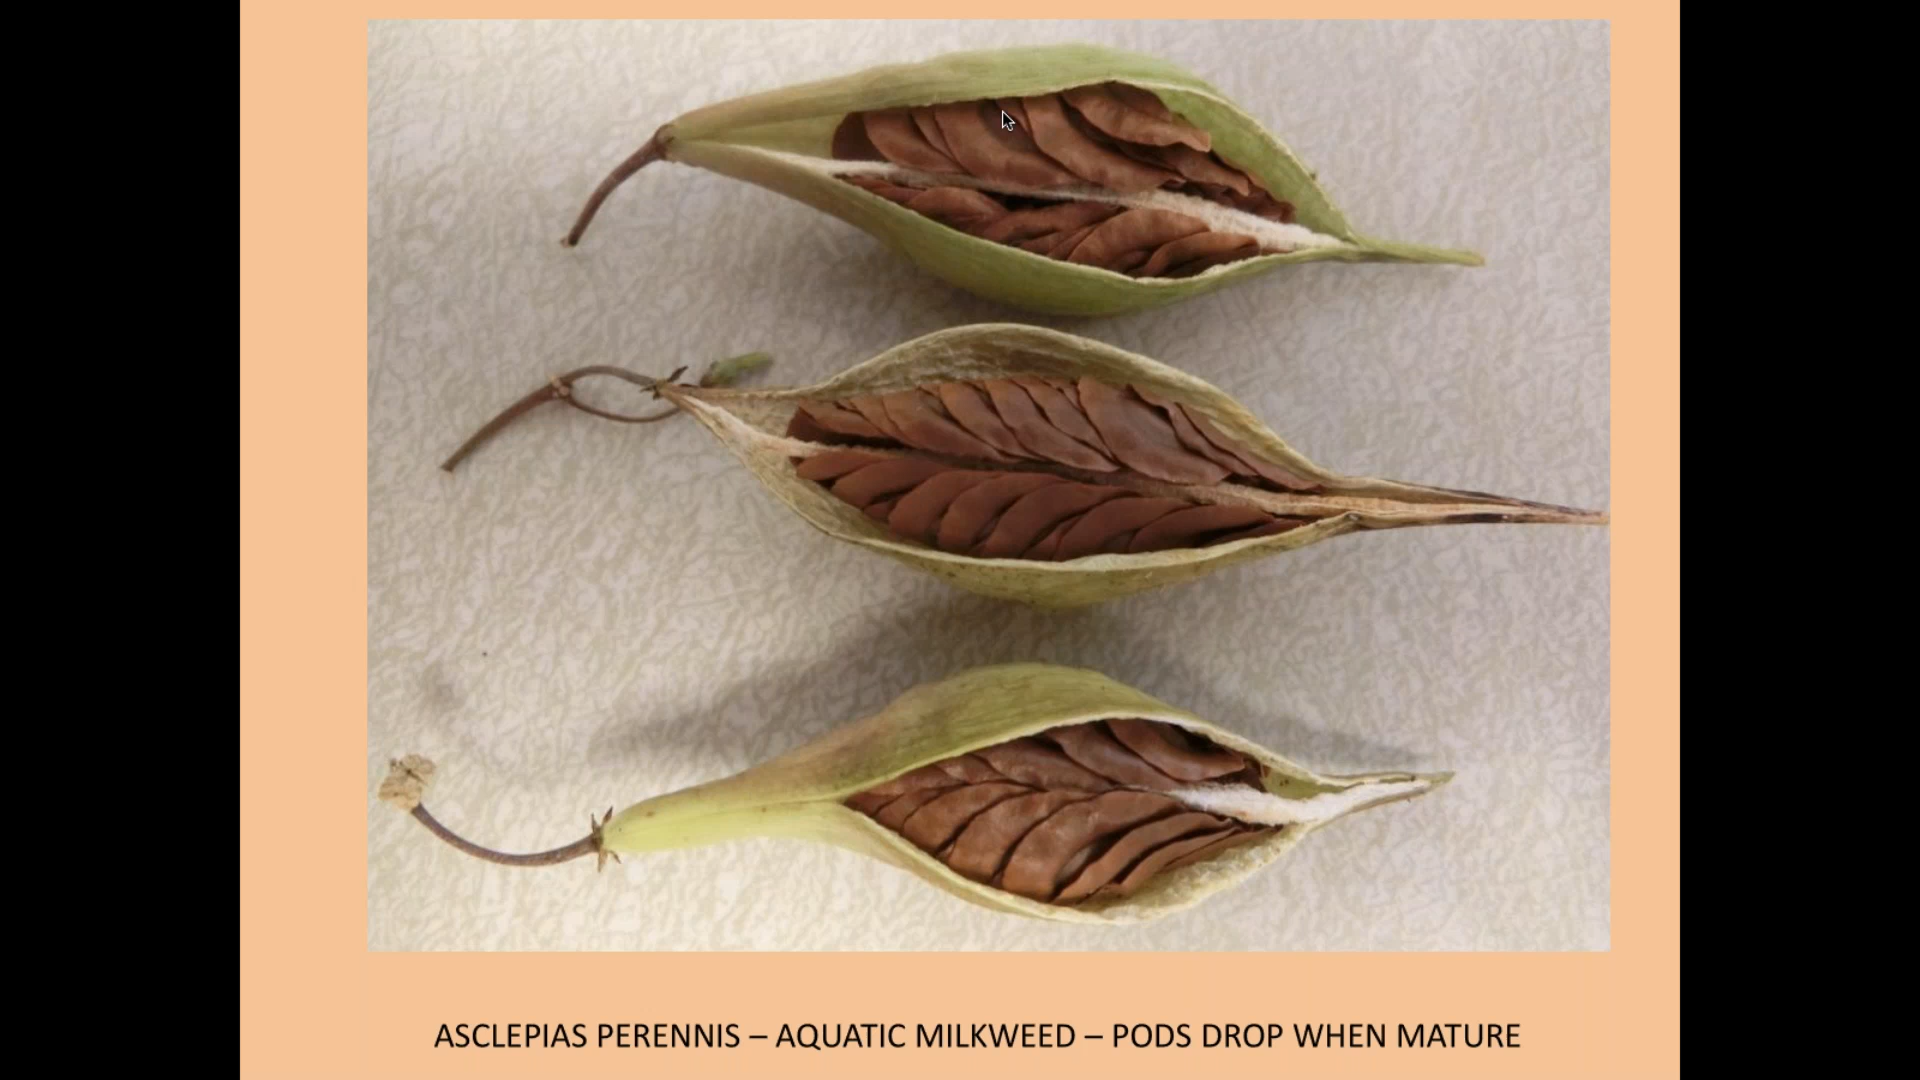 ASCLEPIAS PERENNIS – AQUATIC MILKWEED – PODS DROP WHEN MATURE